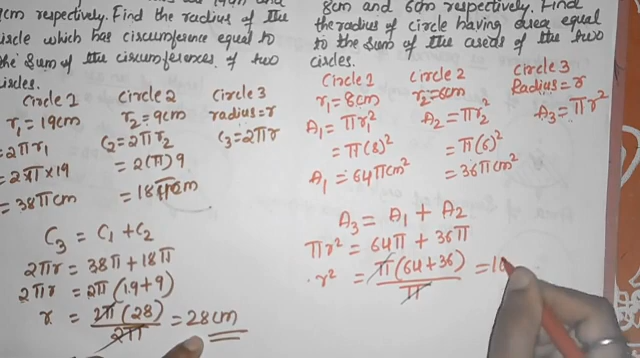 7cm respectively. Find the radius of the
circle which has circumference equal to
the sum of the circumferences of two
circles.
Circle 1 Circle 2 Circle 3
r₁ = 19cm r₂ = 9cm radius = r
= 2πr₁ C₂ = 2πr₂ C₃ = 2πr
= 2π × 19 = 2(π)9
= 38π cm = 18π cm
C₃ = C₁ + C₂
2πr = 38π + 18π
2πr = 2π(19+9)
r = 2π(28) / 2π = 28cm
8cm and 6cm respectively. Find
the radius of circle having area equal
to the sum of the areas of the two
circles.
Circle 1 Circle 2 Circle 3
r₁ = 8cm r₂ = 6cm Radius = r
A₁ = πr₁² A₂ = πr₂² A₃ = πr²
= π(8)² = π(6)²
A₁ = 64π cm² = 36π cm²
A₃ = A₁ + A₂
πr² = 64π + 36π
r² = π(64+36) / π = 10